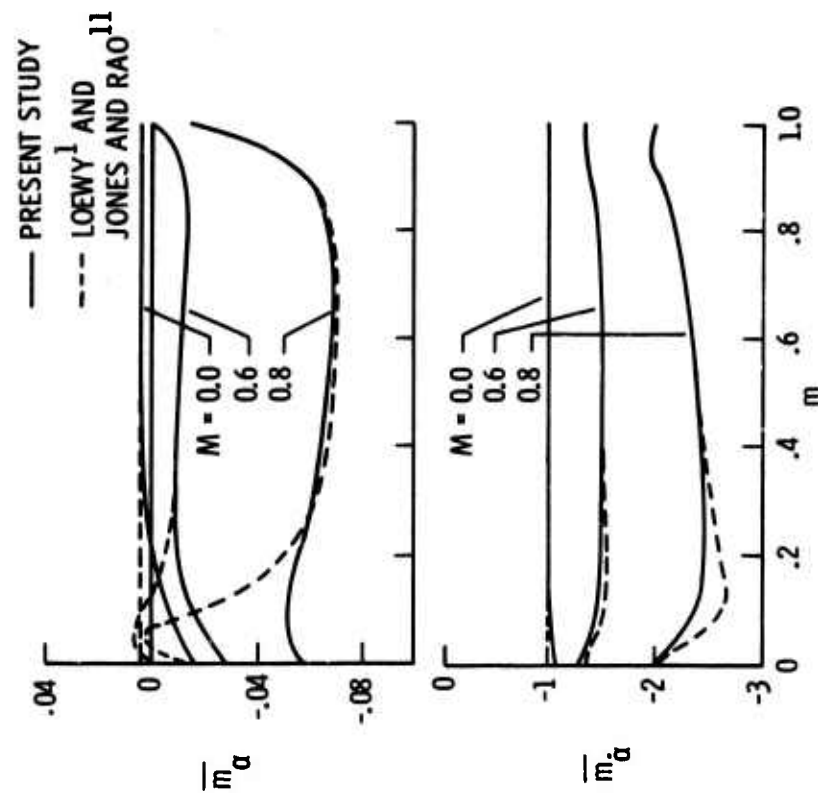 — PRESENT STUDY
--- LOEWY1 AND
JONES AND RAO11
.04
0
-.04
-.08
m̅α
M = 0.0
0.6
0.8
0
-1
-2
-3
m̅α̇
M = 0.0
0.6
0.8
0
.2
.4
.6
.8
1.0
m